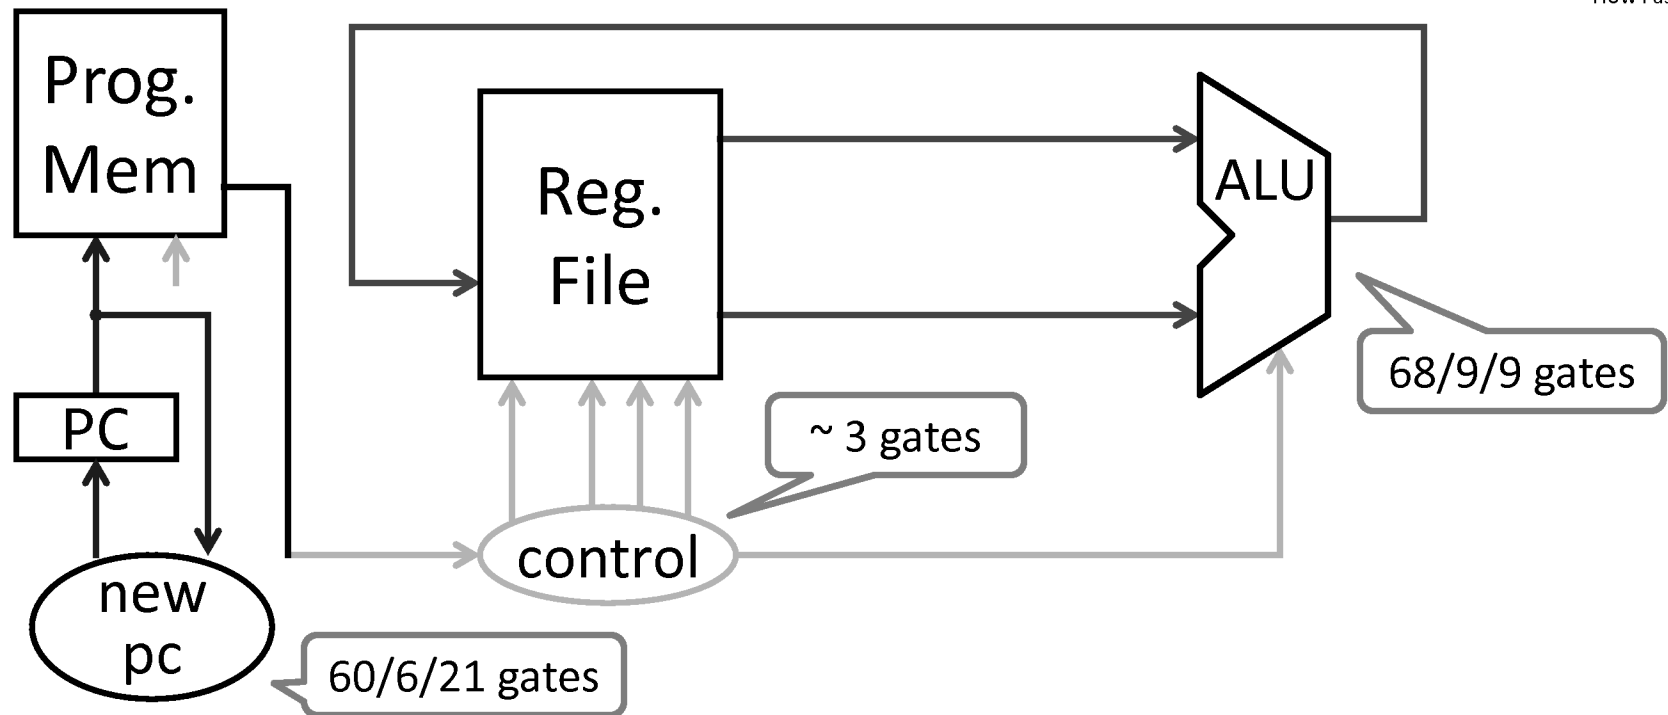 Prog.
Mem
Reg.
File
ALU
68/9/9 gates
PC
~ 3 gates
control
new
pc
60/6/21 gates